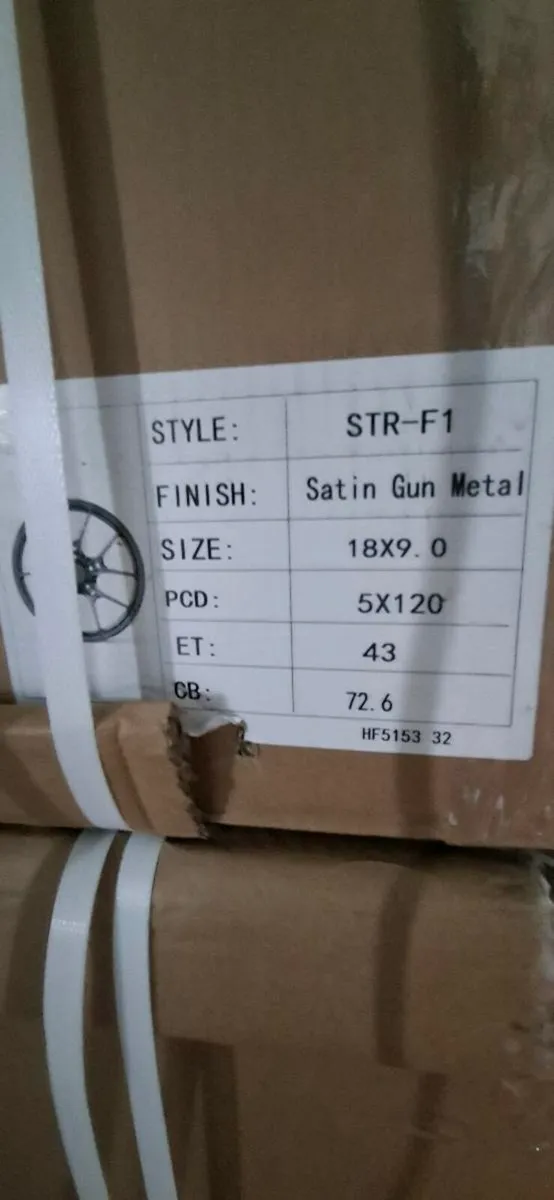 STYLE: STR-F1
FINISH: Satin Gun Metal
SIZE: 18X9.0
PCD: 5X120
ET: 43
CB: 72.6
HF5153 32